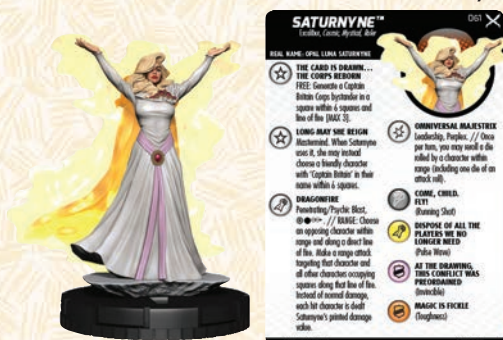 SATURNYNE™
Excalibur, Cosmic, Mystical, Ruler
061
REAL NAME: OPAL LUNA SATURNYNE
THE CARD IS DRAWN...
THE CORPS REBORN
FREE: Generate a Captain
Britain Corps bystander in a
square within 6 squares and
line of fire [MAX 3].
LONG MAY SHE REIGN
Mastermind. When Saturnyne
uses it, she may instead
choose a friendly character
with 'Captain Britain' in their
name within 6 squares.
DRAGONFIRE
Penetrating/Psychic Blast,
// RANGE: Choose
an opposing character within
range and along a direct line
of fire. Make a range attack
targeting that character and
all other characters occupying
squares along that line of fire.
Instead of normal damage,
each hit character is dealt
Saturnyne's printed damage
value.
OMNIVERSAL MAJESTRIX
Leadership, Perplex. // Once
per turn, you may reroll a die
rolled by a character within
range (including one die of an
attack roll).
COME, CHILD.
FLY!
(Running Shot)
DISPOSE OF ALL THE
PLAYERS WE NO
LONGER NEED
(Pulse Wave)
AT THE DRAWING,
THIS CONFLICT WAS
PREORDAINED
(Invincible)
MAGIC IS FICKLE
(Toughness)